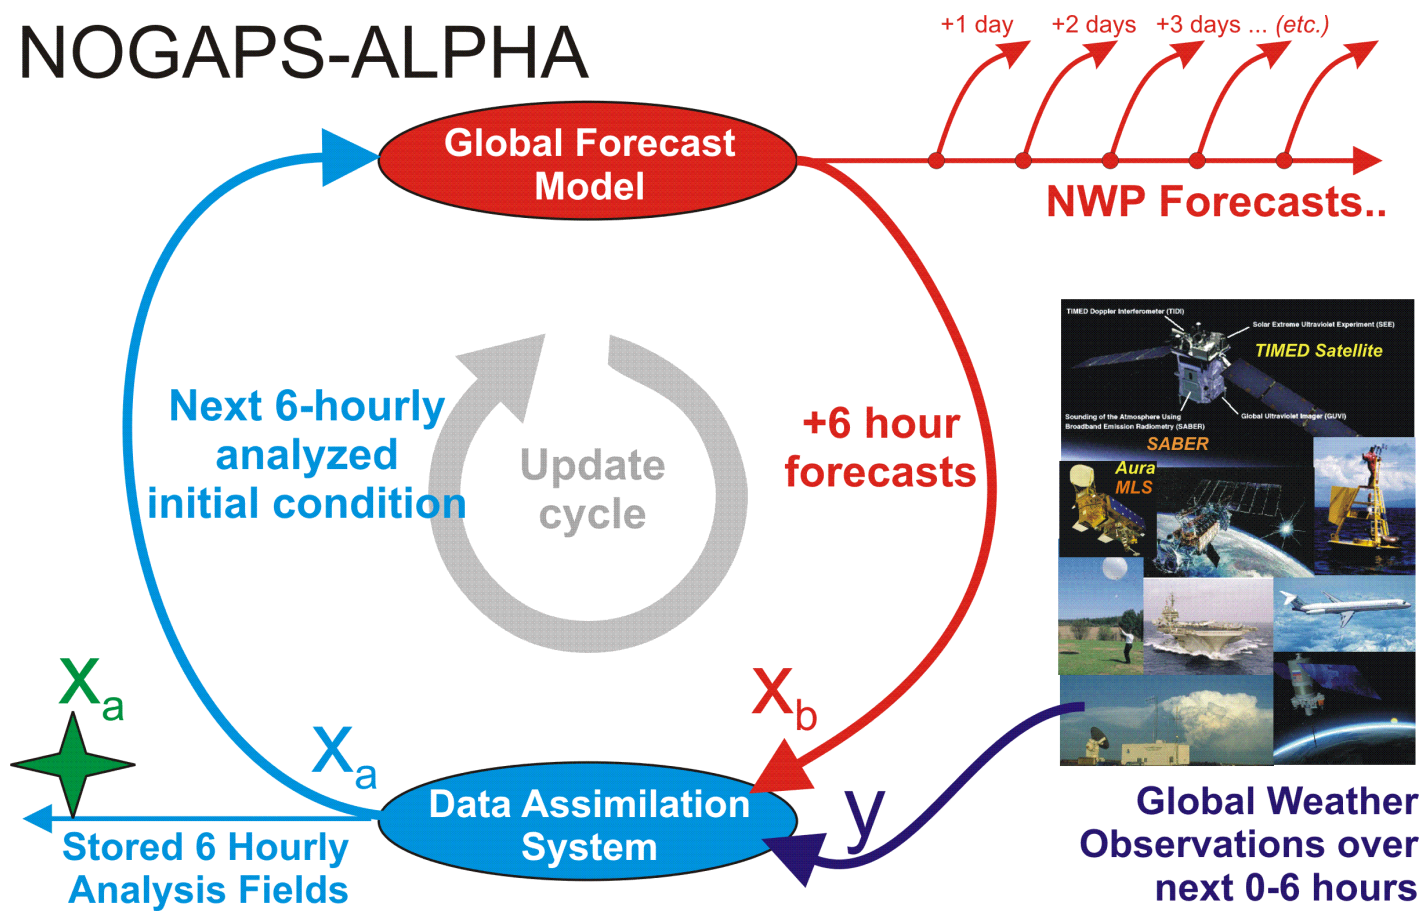 NOGAPS-ALPHA
+1 day
+2 days
+3 days ... (etc.)
Global Forecast
Model
NWP Forecasts..
TIMED Doppler Interferometer (TIDI)
Solar Extreme Ultraviolet Experiment (SEE)
TIMED Satellite
Sounding of the Atmosphere Using
Broadband Emission Radiometry (SABER)
Global Ultraviolet Imager (GUVI)
SABER
Aura
MLS
Next 6-hourly
analyzed
initial condition
Update
cycle
+6 hour
forecasts
xa
xa
xb
y
Data Assimilation
System
Stored 6 Hourly
Analysis Fields
Global Weather
Observations over
next 0-6 hours